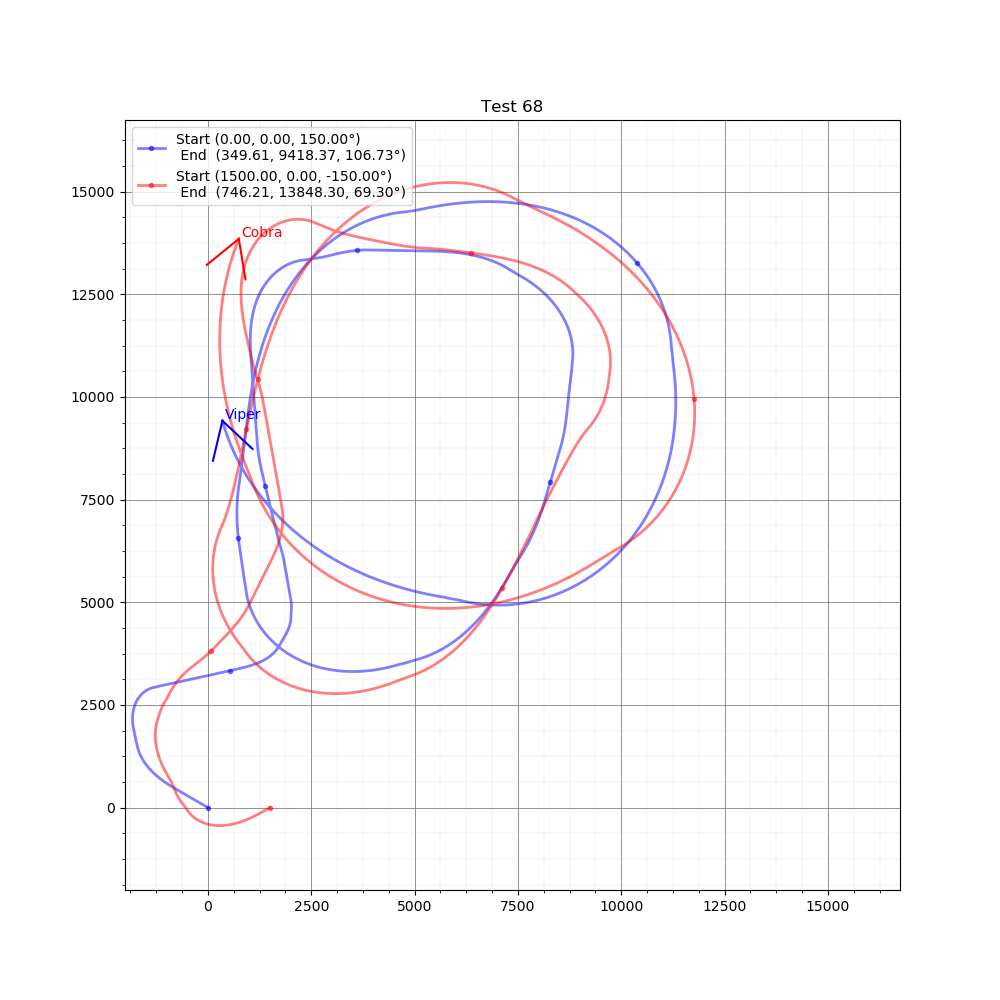 Test 68
Start (0.00, 0.00, 150.00°)
End (349.61, 9418.37, 106.73°)
Start (1500.00, 0.00, -150.00°)
End (746.21, 13848.30, 69.30°)
15000
Cobra
12500
10000
Viper
7500
5000
2500
0
0 2500 5000 7500 10000 12500 15000